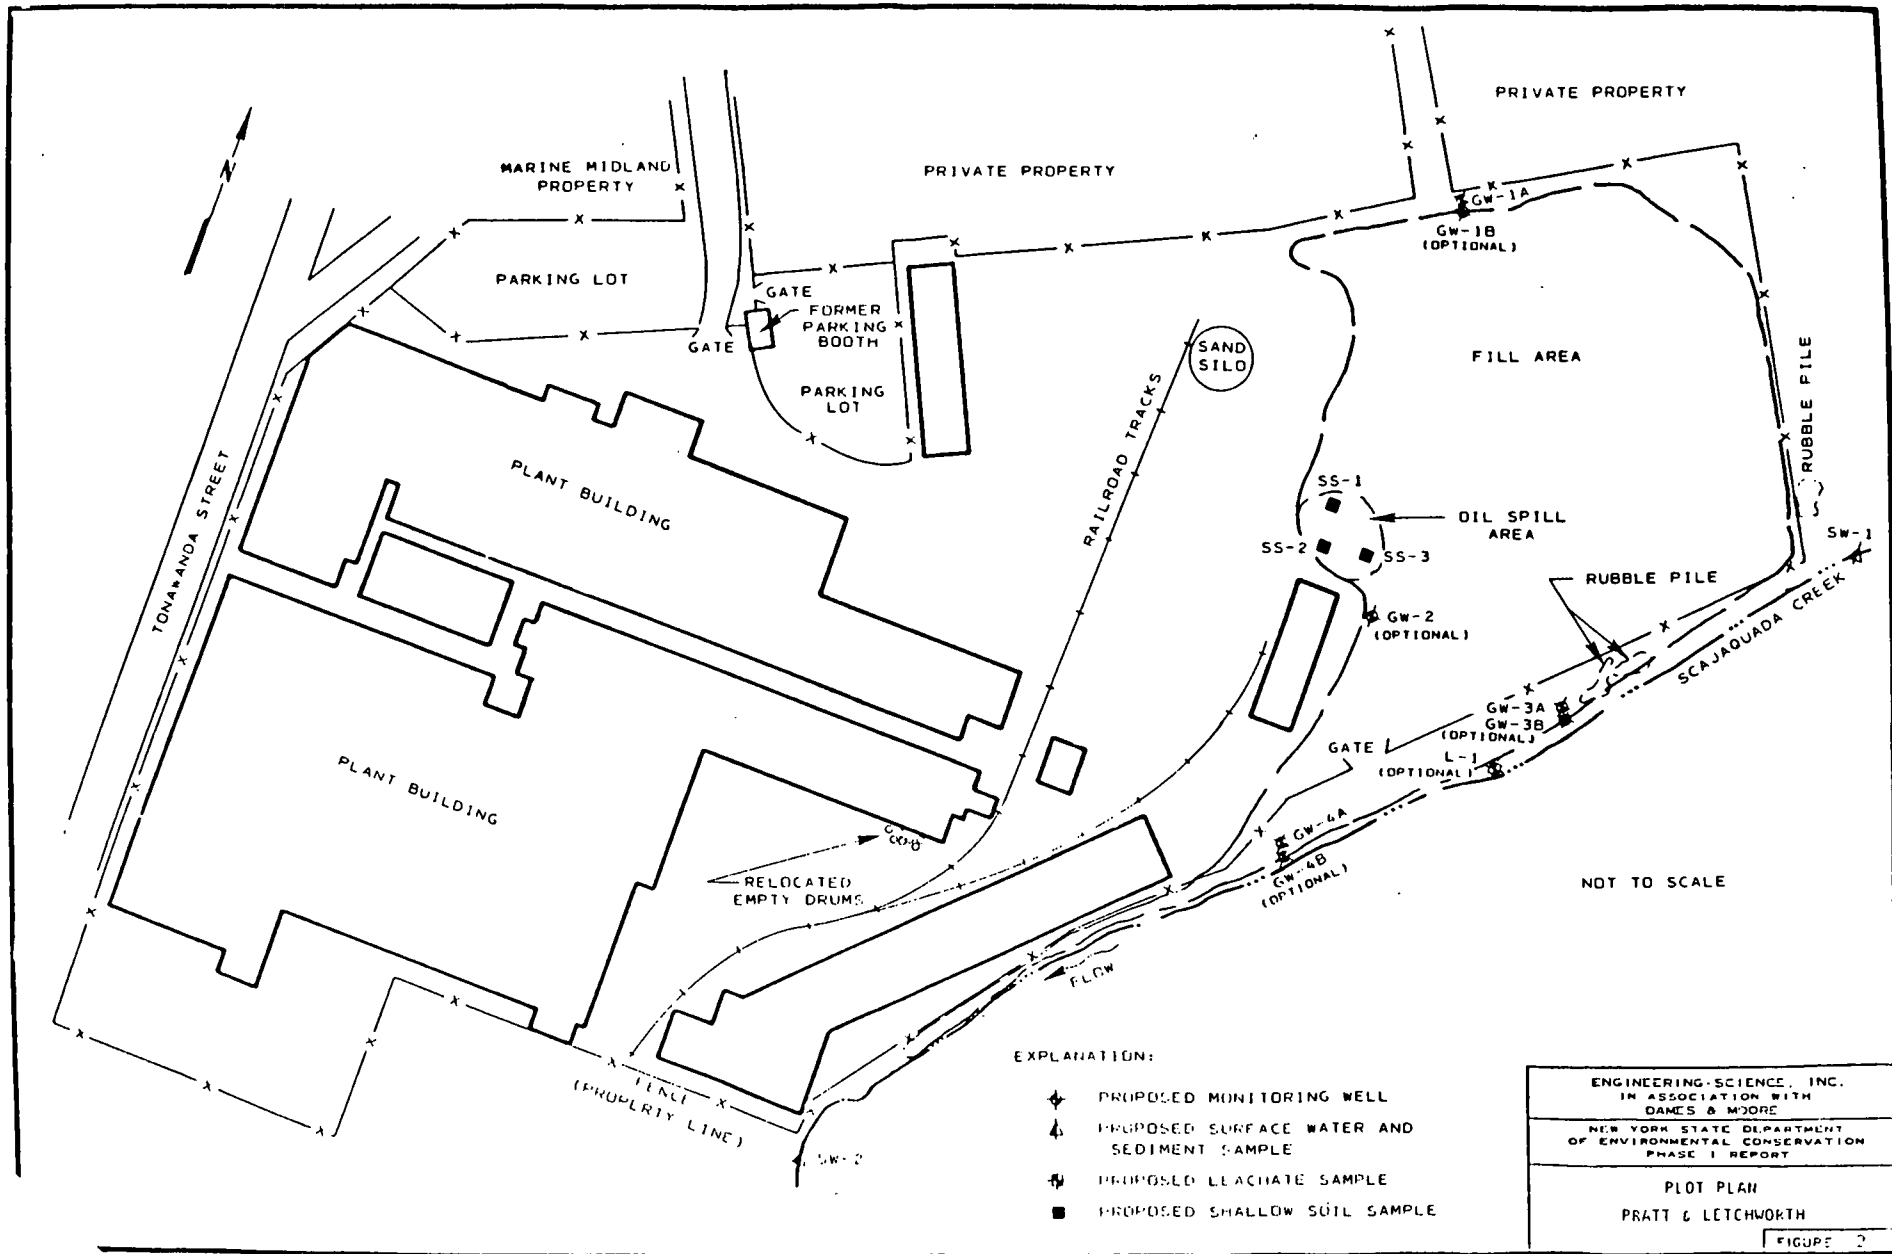 PRIVATE PROPERTY
N
MARINE MIDLAND
PROPERTY
PRIVATE PROPERTY
GW-1A
GW-1B
(OPTIONAL)
PARKING LOT
GATE
FORMER
PARKING
BOOTH
GATE
SAND
SILO
FILL AREA
PARKING
LOT
RAILROAD TRACKS
RUBBLE PILE
PLANT BUILDING
TONAWANDA STREET
SS-1
OIL SPILL
AREA
SS-2
SS-3
SW-1
RUBBLE PILE
GW-2
(OPTIONAL)
SCAJAQUADA CREEK
GW-3A
GW-3B
(OPTIONAL)
GATE
L-1
(OPTIONAL)
PLANT BUILDING
GW-4A
GW-4B
(OPTIONAL)
RELOCATED
EMPTY DRUMS
NOT TO SCALE
FLOW
FENCE
(PROPERTY LINE)
SW-2
EXPLANATION:
PROPOSED MONITORING WELL
PROPOSED SURFACE WATER AND
SEDIMENT SAMPLE
PROPOSED LEACHATE SAMPLE
PROPOSED SHALLOW SOIL SAMPLE
ENGINEERING-SCIENCE, INC.
IN ASSOCIATION WITH
DAMES & MOORE
NEW YORK STATE DEPARTMENT
OF ENVIRONMENTAL CONSERVATION
PHASE I REPORT
PLOT PLAN
PRATT & LETCHWORTH
FIGURE 2